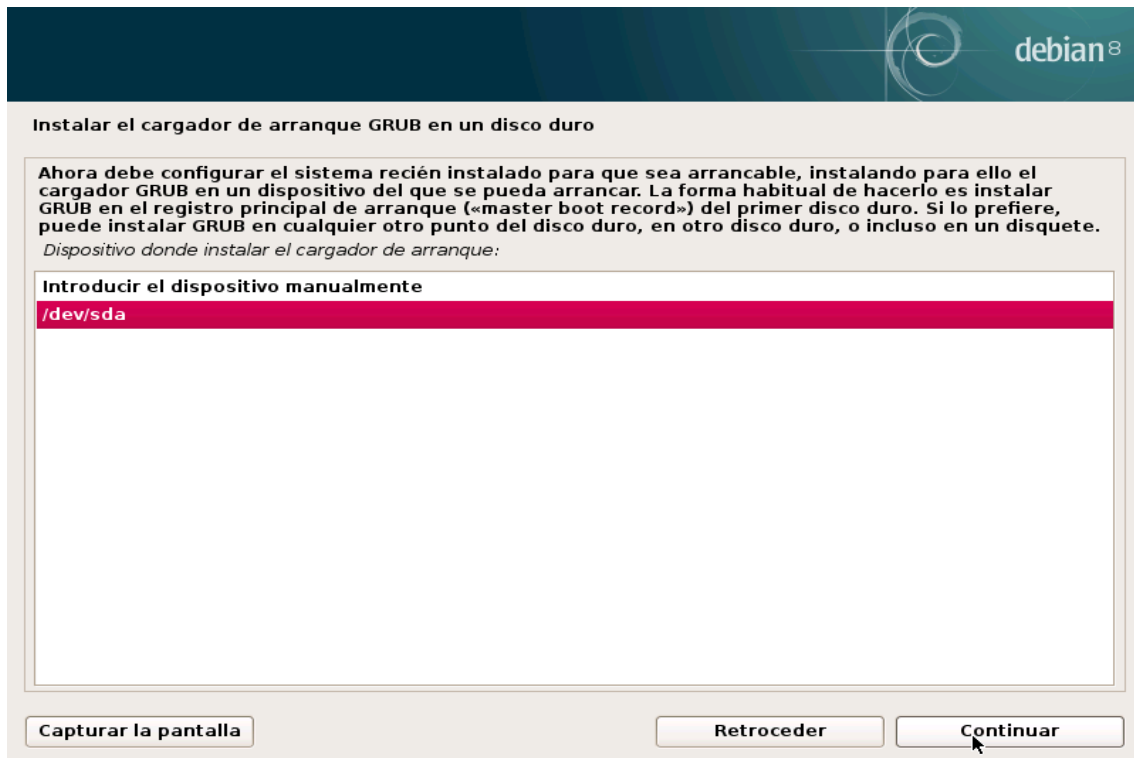 debian 8
Instalar el cargador de arranque GRUB en un disco duro
Ahora debe configurar el sistema recién instalado para que sea arrancable, instalando para ello el
cargador GRUB en un dispositivo del que se pueda arrancar. La forma habitual de hacerlo es instalar
GRUB en el registro principal de arranque («master boot record») del primer disco duro. Si lo prefiere,
puede instalar GRUB en cualquier otro punto del disco duro, en otro disco duro, o incluso en un disquete.
Dispositivo donde instalar el cargador de arranque:
Introducir el dispositivo manualmente
/dev/sda
Capturar la pantalla
Retroceder
Continuar